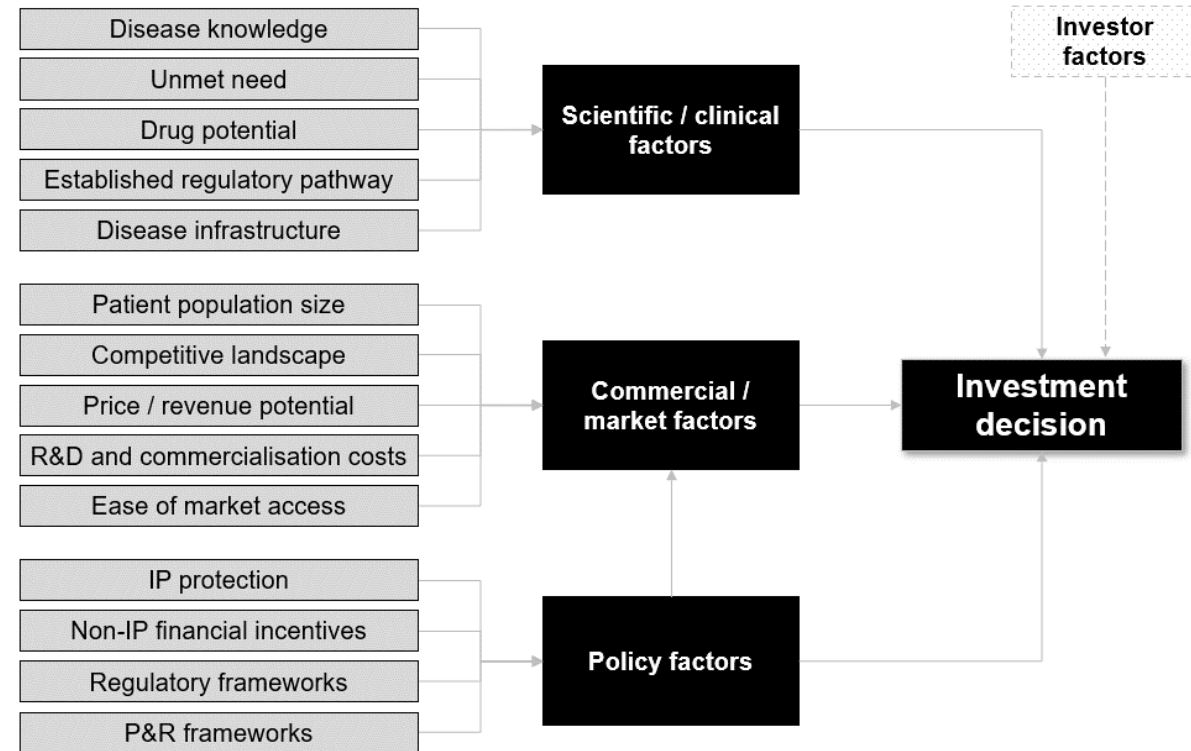 Disease knowledge
Unmet need
Drug potential
Established regulatory pathway
Disease infrastructure
Scientific / clinical
factors
Investor
factors
Patient population size
Competitive landscape
Price / revenue potential
R&D and commercialisation costs
Ease of market access
Commercial /
market factors
Investment
decision
IP protection
Non-IP financial incentives
Regulatory frameworks
P&R frameworks
Policy factors